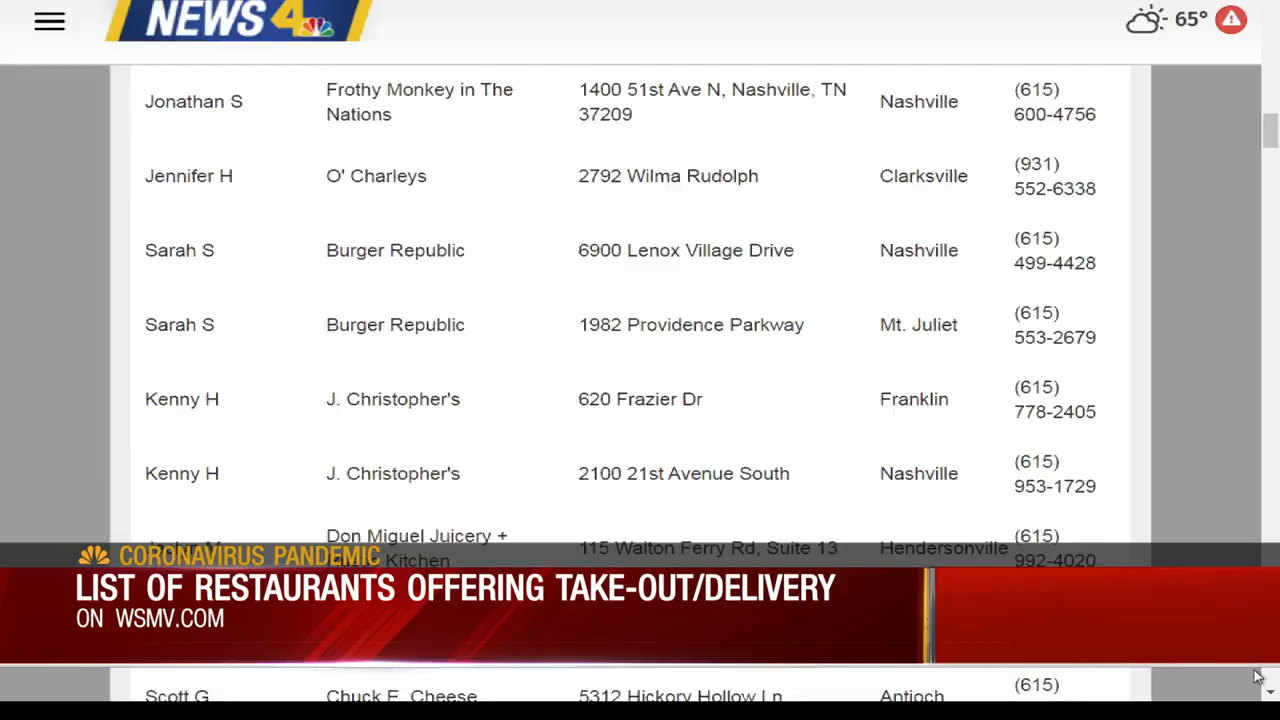 NEWS 4
65°
Jonathan S
Frothy Monkey in The
Nations
1400 51st Ave N, Nashville, TN
37209
Nashville
(615)
600-4756
Jennifer H
O' Charleys
2792 Wilma Rudolph
Clarksville
(931)
552-6338
Sarah S
Burger Republic
6900 Lenox Village Drive
Nashville
(615)
499-4428
Sarah S
Burger Republic
1982 Providence Parkway
Mt. Juliet
(615)
553-2679
Kenny H
J. Christopher's
620 Frazier Dr
Franklin
(615)
778-2405
Kenny H
J. Christopher's
2100 21st Avenue South
Nashville
(615)
953-1729
Don Miguel Juicery +
Kitchen
115 Walton Ferry Rd, Suite 13
Hendersonville
(615)
992-4020
CORONAVIRUS PANDEMIC
LIST OF RESTAURANTS OFFERING TAKE-OUT/DELIVERY
ON WSMV.COM
Scott G
Chuck E. Cheese
5312 Hickory Hollow Ln
Antioch
(615)